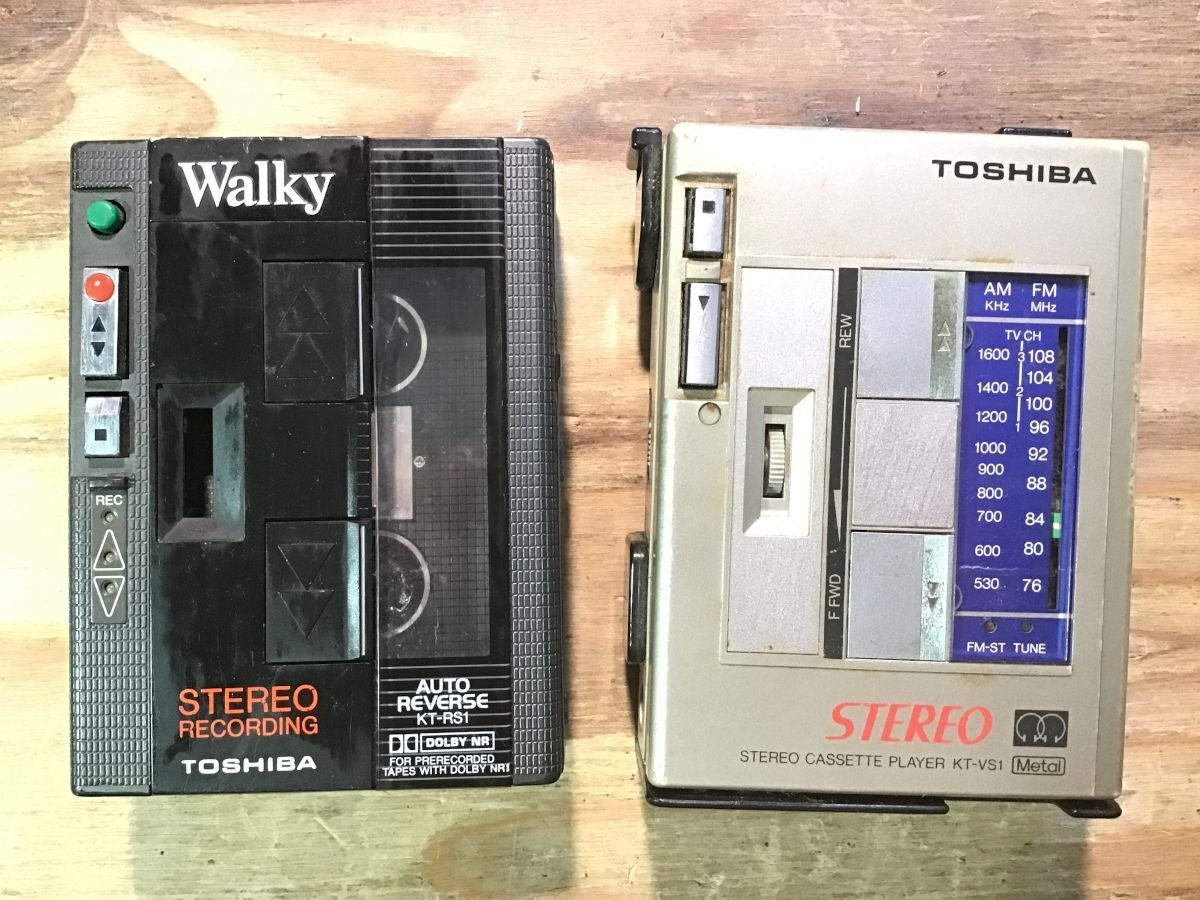 Walky
REC
STEREO
RECORDING
TOSHIBA
AUTO
REVERSE
KT-RS1
DOLBY NR
FOR PRERECORDED
TAPES WITH DOLBY NR
TOSHIBA
REW
F FWD
AM FM
KHz MHz
TV CH
1600 3 108
1400 104
2
1200 100
1 96
1000 92
900
800 88
700 84
600 80
530 76
FM-ST TUNE
STEREO
STEREO CASSETTE PLAYER KT-VS1 Metal